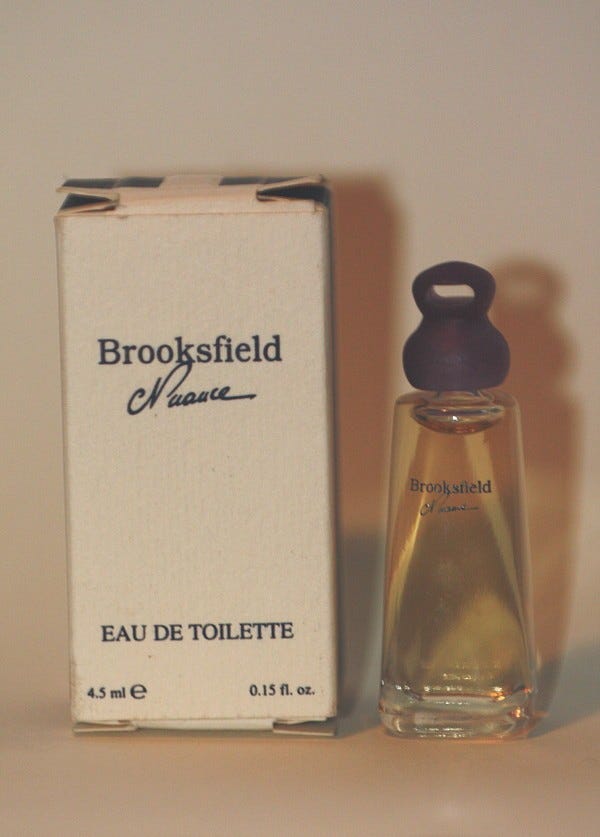 Brooksfield
Nuance
EAU DE TOILETTE
4.5 ml ℮ 0.15 fl. oz.
Brooksfield
Nuance